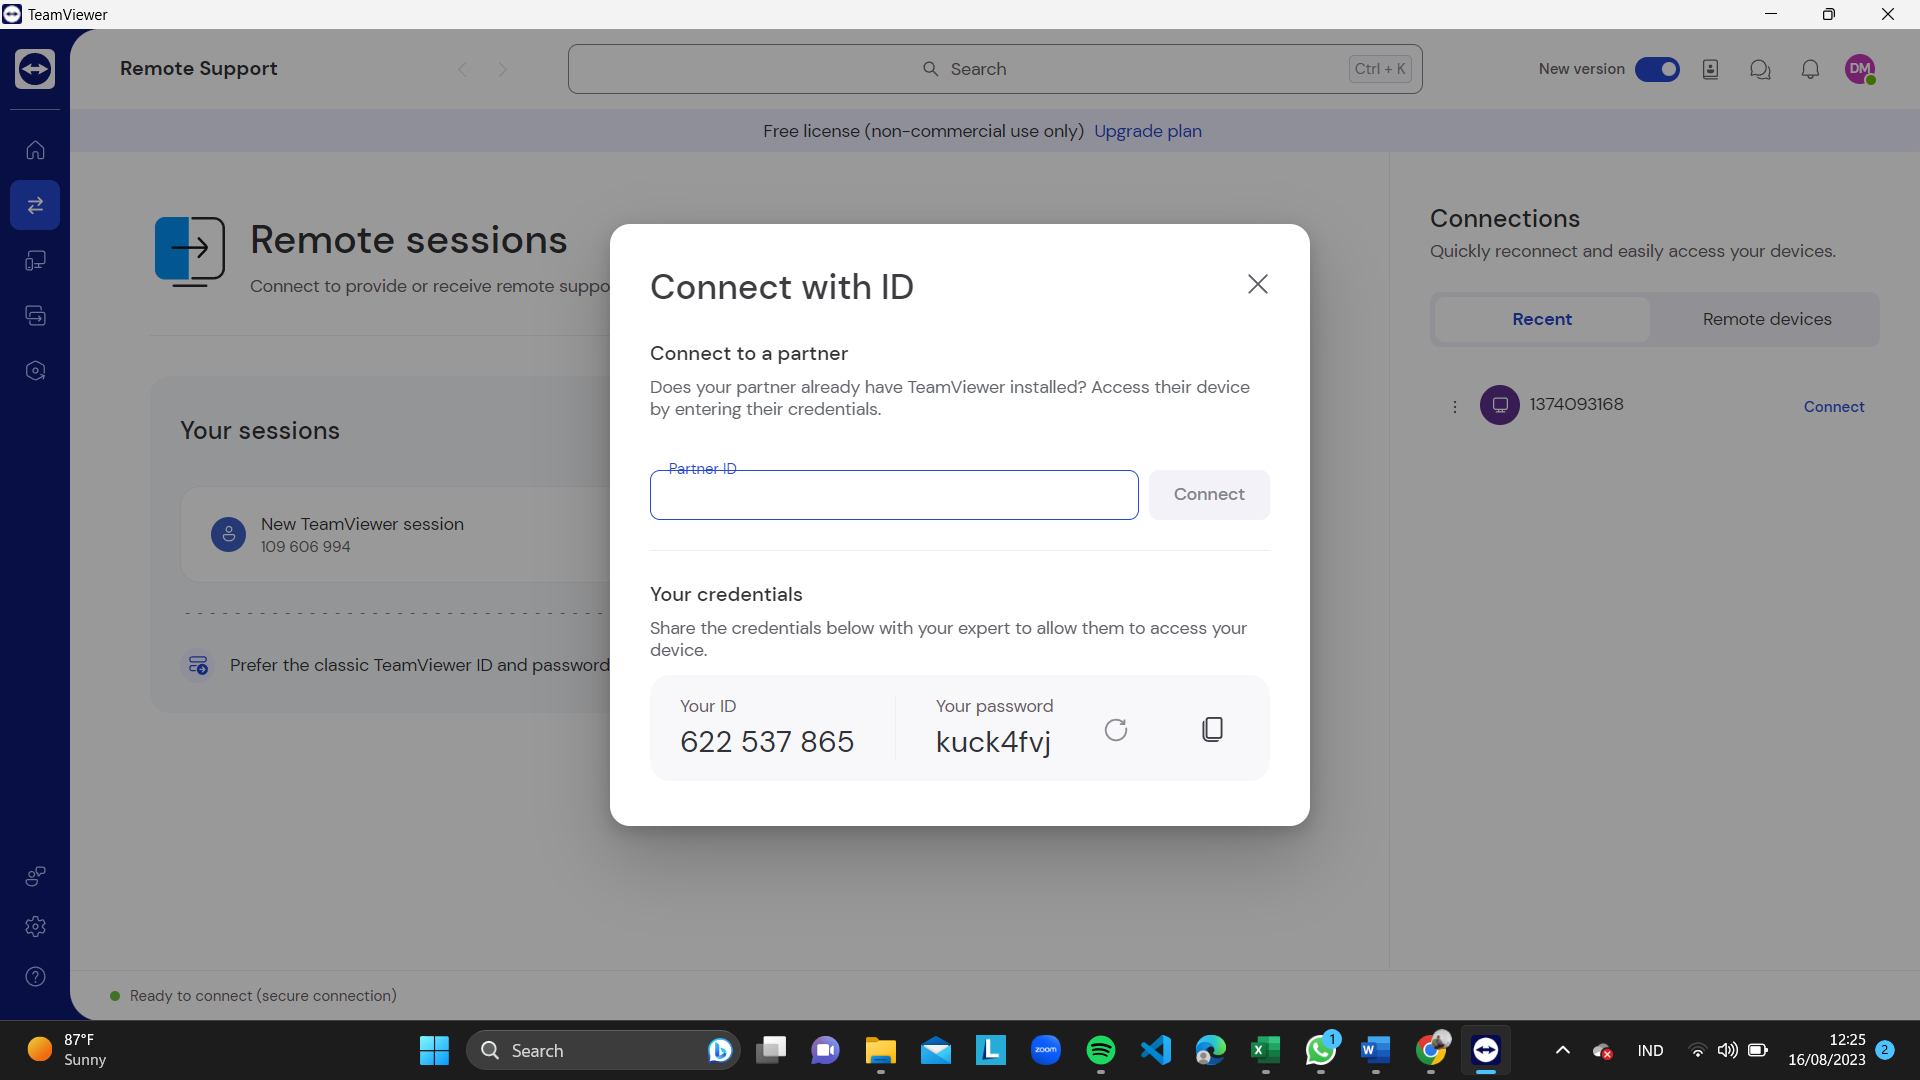 TeamViewer
Remote Support
Search
Ctrl + K
New version
DM
Free license (non-commercial use only) Upgrade plan
Remote sessions
Connect to provide or receive remote suppo
Your sessions
New TeamViewer session
109 606 994
Prefer the classic TeamViewer ID and password
Connect with ID
Connect to a partner
Does your partner already have TeamViewer installed? Access their device
by entering their credentials.
Partner ID
Connect
Your credentials
Share the credentials below with your expert to allow them to access your
device.
Your ID
622 537 865
Your password
kuck4fvj
Connections
Quickly reconnect and easily access your devices.
Recent
Remote devices
1374093168
Connect
Ready to connect (secure connection)
87°F
Sunny
Search
L
zoom
X
1
W
IND
12:25
16/08/2023
2